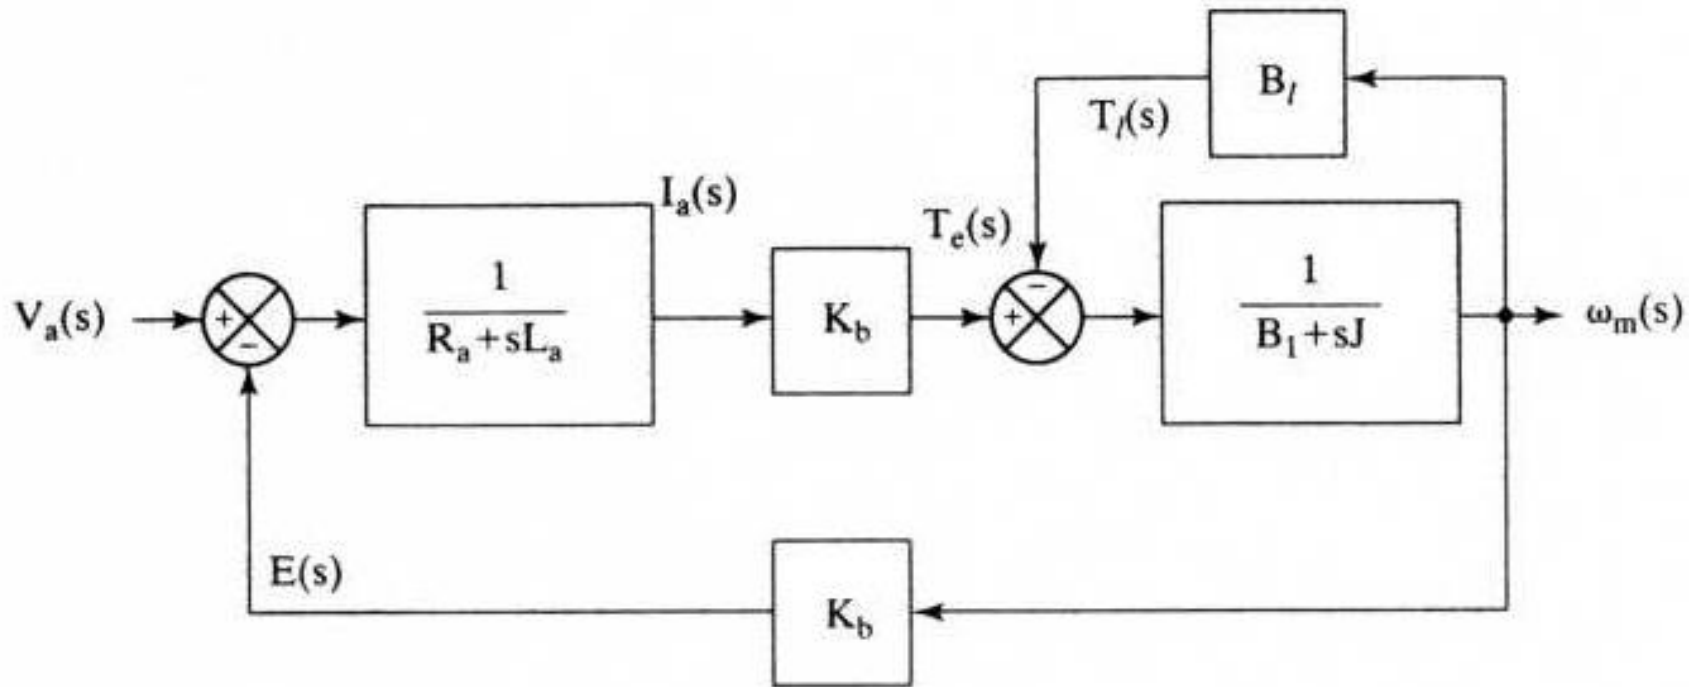 B_l
T_l(s)
I_a(s)
T_e(s)
V_a(s)
+
−
1
R_a+sL_a
K_b
−
+
1
B_1+sJ
ω_m(s)
E(s)
K_b